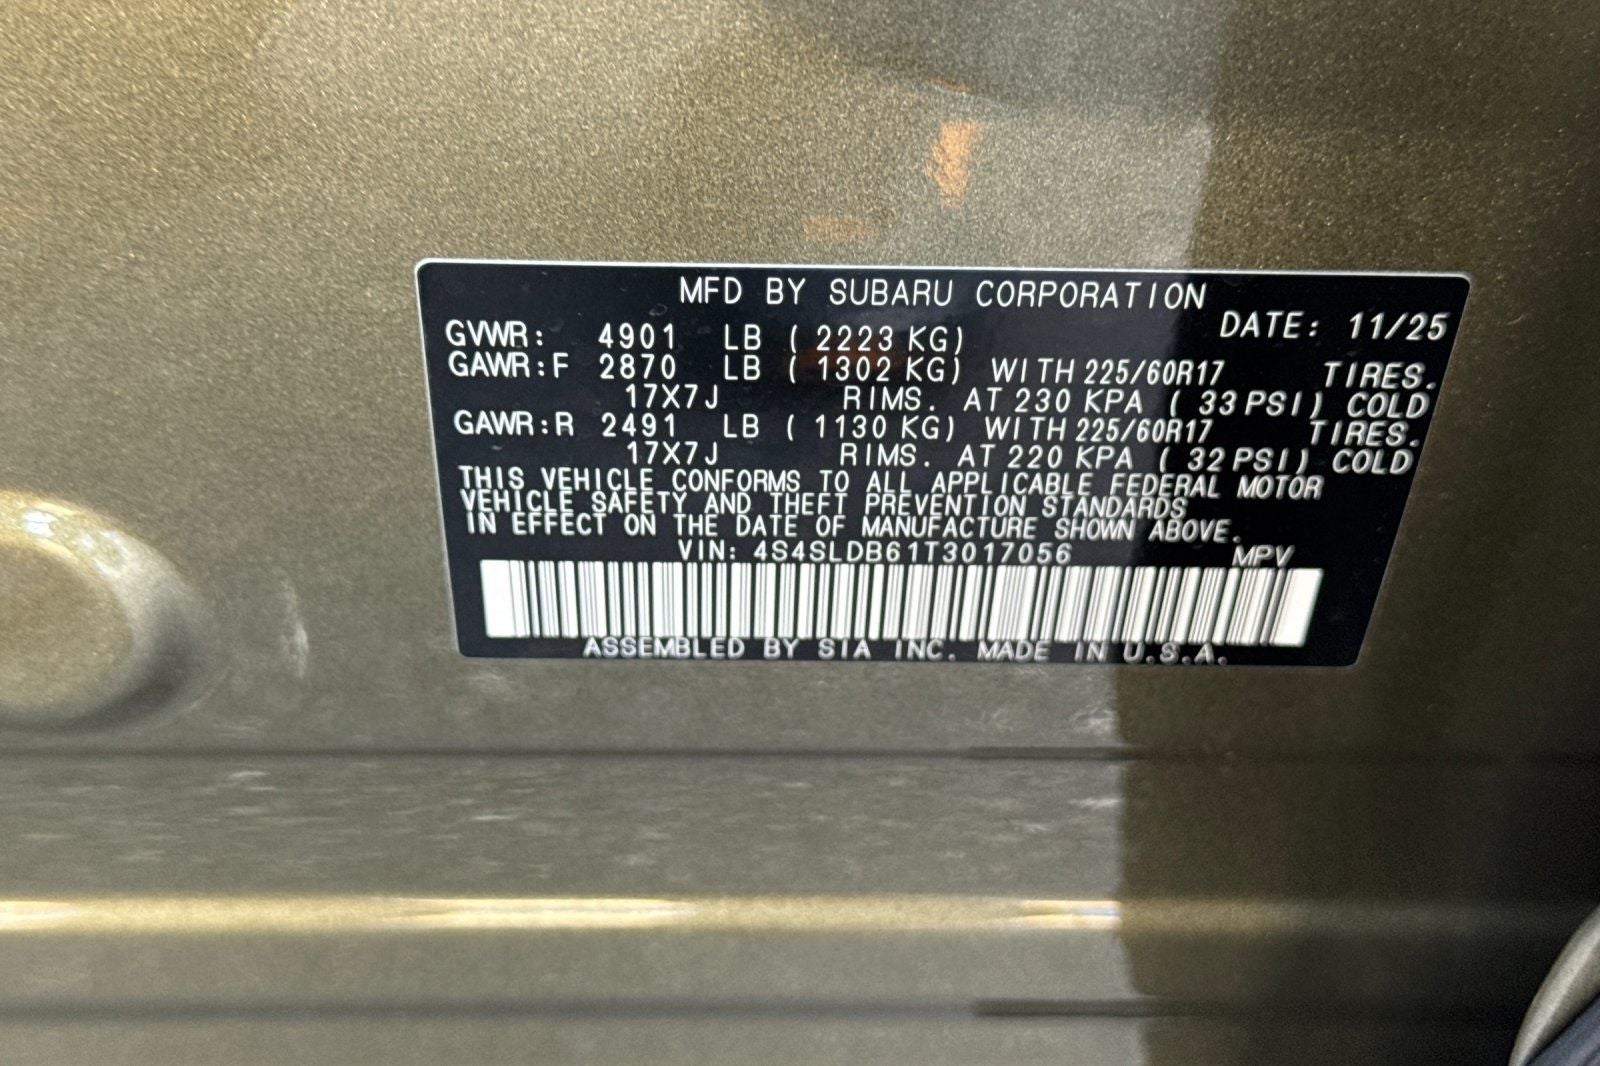 MFD BY SUBARU CORPORATION
DATE: 11/25
GVWR: 4901 LB ( 2223 KG)
GAWR:F 2870 LB ( 1302 KG) WITH 225/60R17 TIRES.
17X7J RIMS. AT 230 KPA ( 33 PSI) COLD
GAWR:R 2491 LB ( 1130 KG) WITH 225/60R17 TIRES.
17X7J RIMS. AT 220 KPA ( 32 PSI) COLD
THIS VEHICLE CONFORMS TO ALL APPLICABLE FEDERAL MOTOR
VEHICLE SAFETY AND THEFT PREVENTION STANDARDS
IN EFFECT ON THE DATE OF MANUFACTURE SHOWN ABOVE.
VIN: 4S4SLDB61T3017056 MPV
ASSEMBLED BY SIA INC. MADE IN U.S.A.